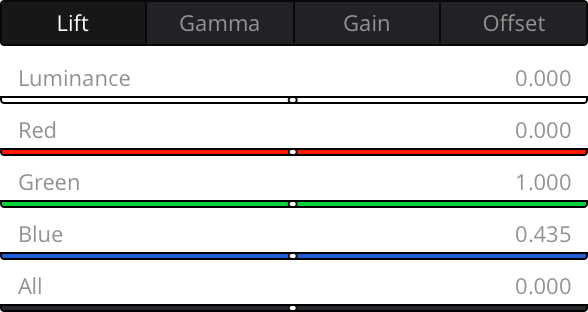 Lift Gamma Gain Offset
Luminance 0.000
Red 0.000
Green 1.000
Blue 0.435
All 0.000